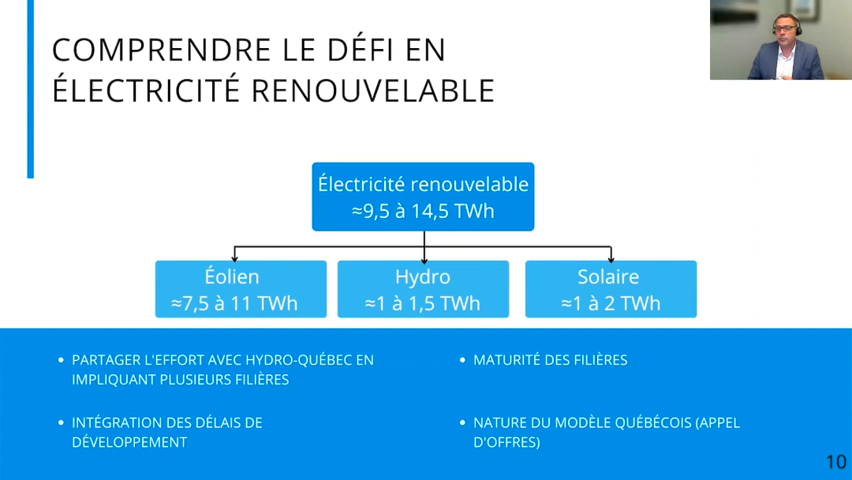 COMPRENDRE LE DÉFI EN
ÉLECTRICITÉ RENOUVELABLE
Électricité renouvelable
≈9,5 à 14,5 TWh
Éolien
≈7,5 à 11 TWh
Hydro
≈1 à 1,5 TWh
Solaire
≈1 à 2 TWh
• PARTAGER L'EFFORT AVEC HYDRO-QUÉBEC EN
IMPLIQUANT PLUSIEURS FILIÈRES
• INTÉGRATION DES DÉLAIS DE
DÉVELOPPEMENT
• MATURITÉ DES FILIÈRES
• NATURE DU MODÈLE QUÉBÉCOIS (APPEL
D'OFFRES)
10